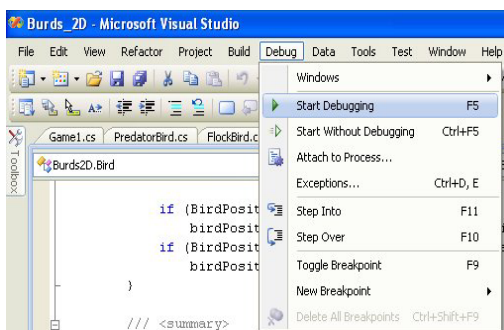 Burds_2D - Microsoft Visual Studio
File Edit View Refactor Project Build Debug Data Tools Test Window Help
Windows
Start Debugging F5
Game1.cs PredatorBird.cs FlockBird.c
Start Without Debugging Ctrl+F5
Toolbox
Burds2D.Bird
Attach to Process...
Exceptions... Ctrl+D, E
if (BirdPosit
Step Into F11
birdPosit
Step Over F10
if (BirdPosit
birdPosit
Toggle Breakpoint F9
}
New Breakpoint
/// <summary>
Delete All Breakpoints Ctrl+Shift+F9